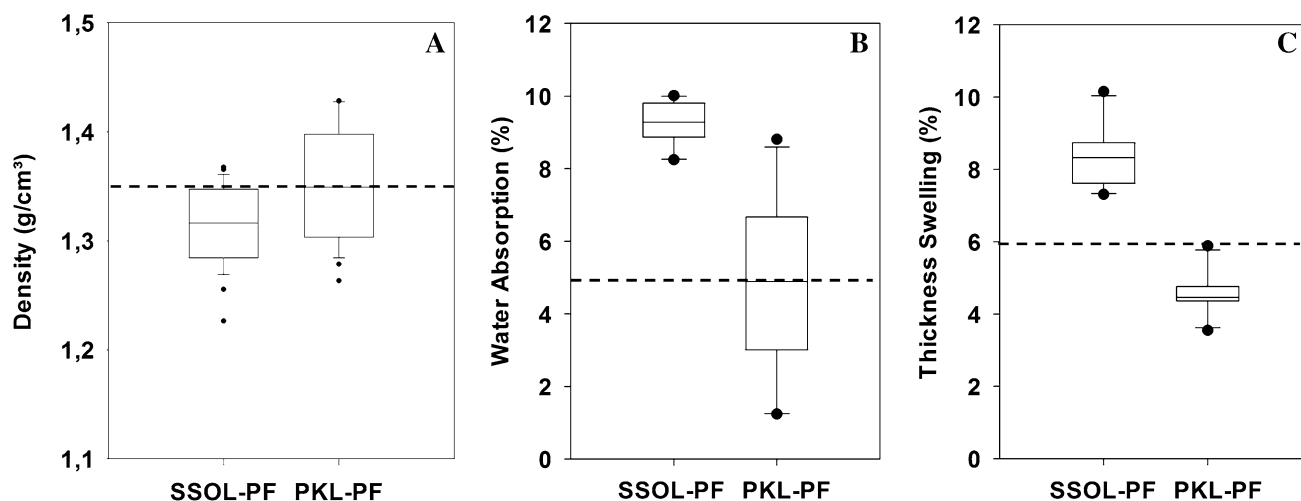 A
Density (g/cm³)
1,5
1,4
1,3
1,2
1,1
SSOL-PF PKL-PF
B
Water Absorption (%)
12
10
8
6
4
2
0
SSOL-PF PKL-PF
C
Thickness Swelling (%)
12
10
8
6
4
2
0
SSOL-PF PKL-PF